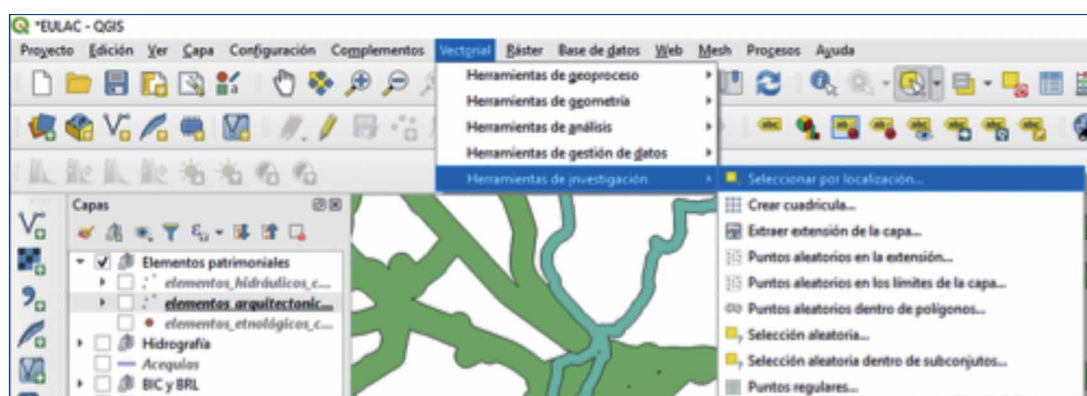 *EULAC - QGIS
Proyecto Edición Ver Capa Configuración Complementos Vectorial Ráster Base de datos Web Mesh Procesos Ayuda
Herramientas de geoproceso
Herramientas de geometría
Herramientas de análisis
Herramientas de gestión de datos
Herramientas de investigación
Seleccionar por localización...
Crear cuadrícula...
Extraer extensión de la capa...
Puntos aleatorios en la extensión...
Puntos aleatorios en los límites de la capa...
Puntos aleatorios dentro de polígonos...
Selección aleatoria...
Selección aleatoria dentro de subconjutos...
Puntos regulares...
Capas
Elementos patrimoniales
elementos_hidráulicos_c...
elementos_arquitectonic...
elementos_etnológicos_c...
Hidrografía
Acequias
BIC y BRL